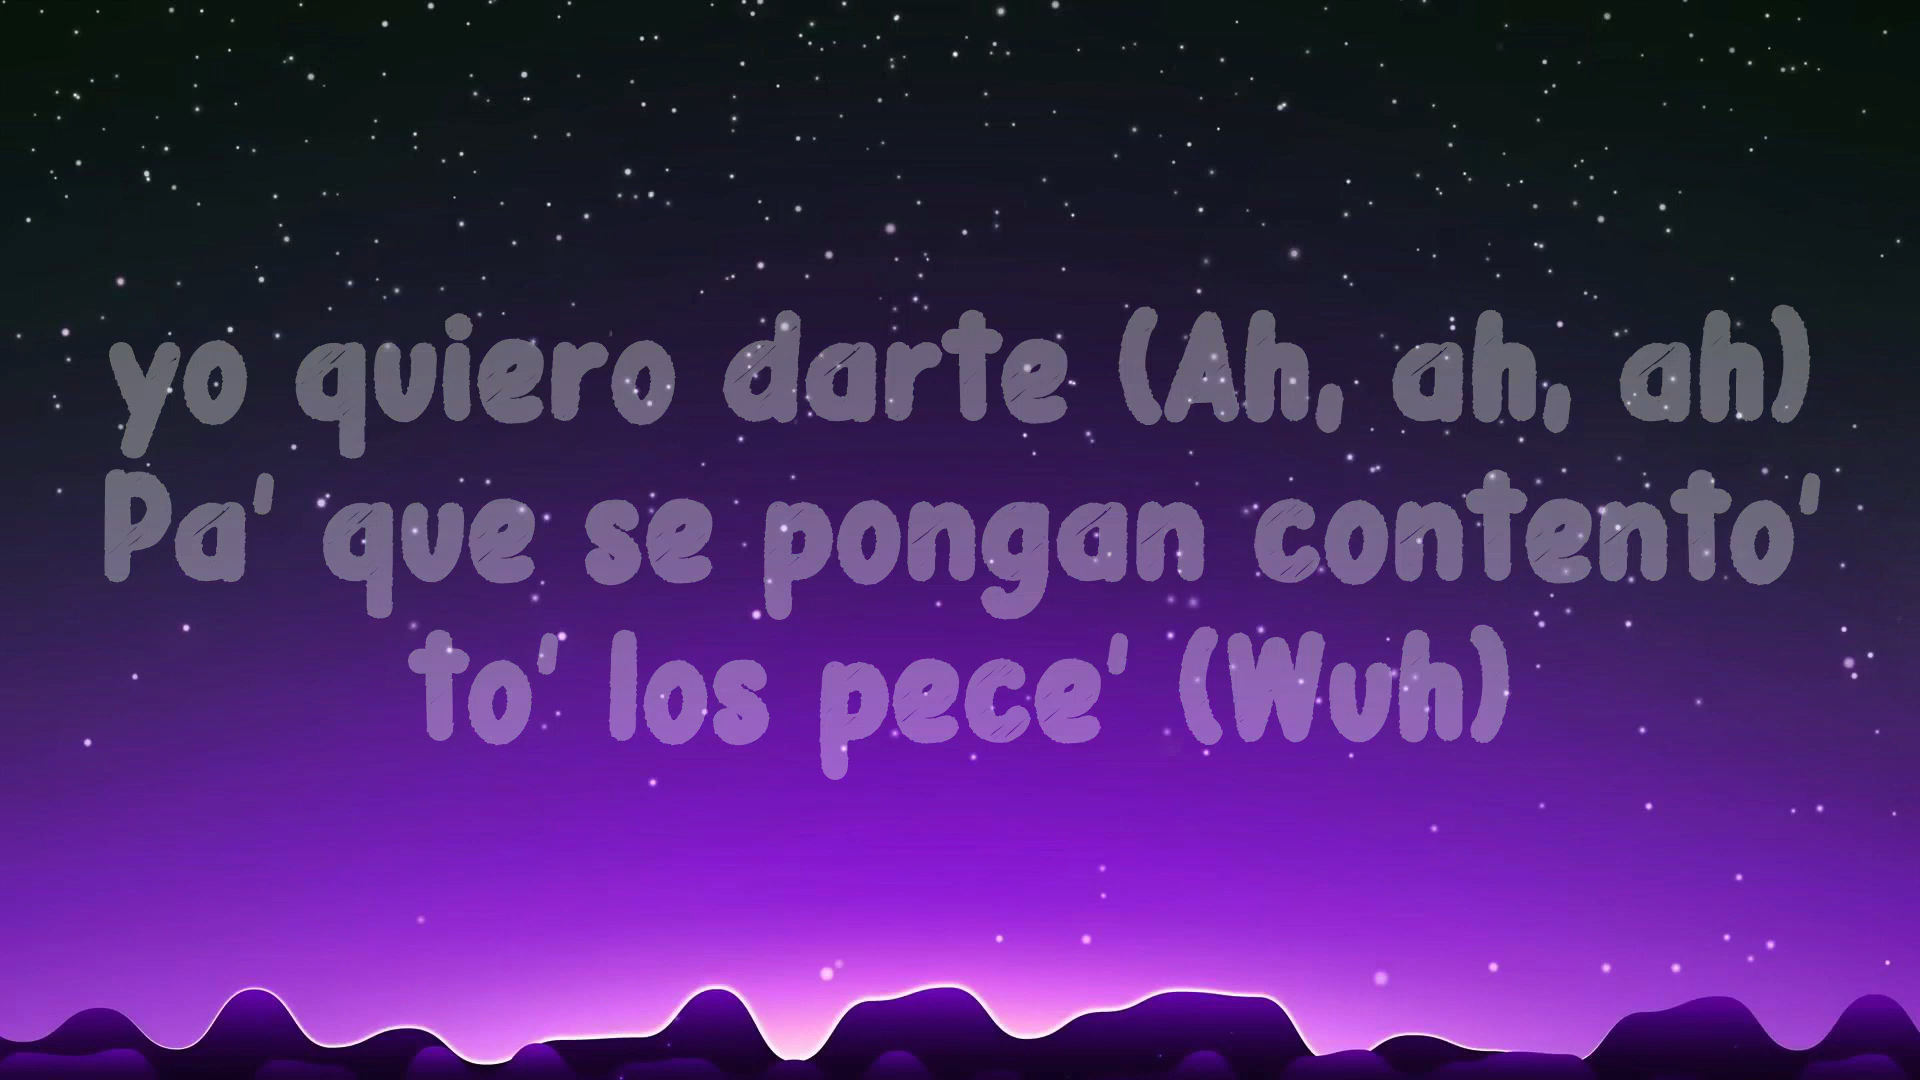 yo quiero darte (Ah, ah, ah)
Pa' que se pongan contento'
to' los pece' (Wuh)